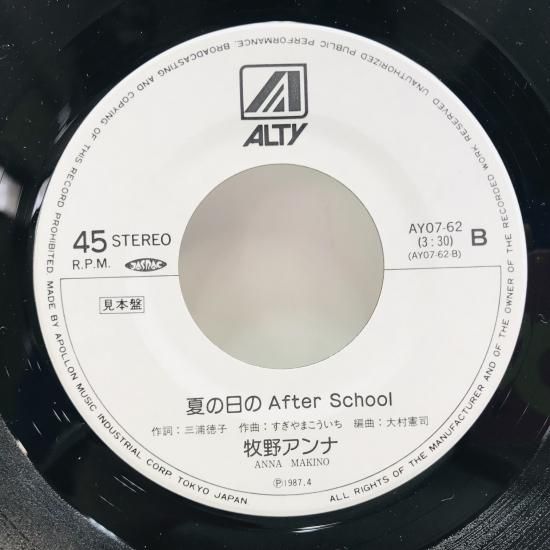 UNAUTHORIZED PUBLIC PERFORMANCE, BROADCASTING AND COPYING OF THIS RECORD PROHIBITED MADE BY APOLLON MUSIC INDUSTRIAL CORP. TOKYO JAPAN
ALL RIGHTS OF THE MANUFACTURER AND OF THE OWNER OF THE RECORDED WORK RESERVED
ALTY
45 STEREO
R.P.M. JASRAC
見本盤
AY07-62
(3:30)
(AY07-62-B)
B
夏の日の After School
作詞：三浦徳子 作曲：すぎやまこういち 編曲：大村憲司
牧野アンナ
ANNA MAKINO
Ⓟ1987.4